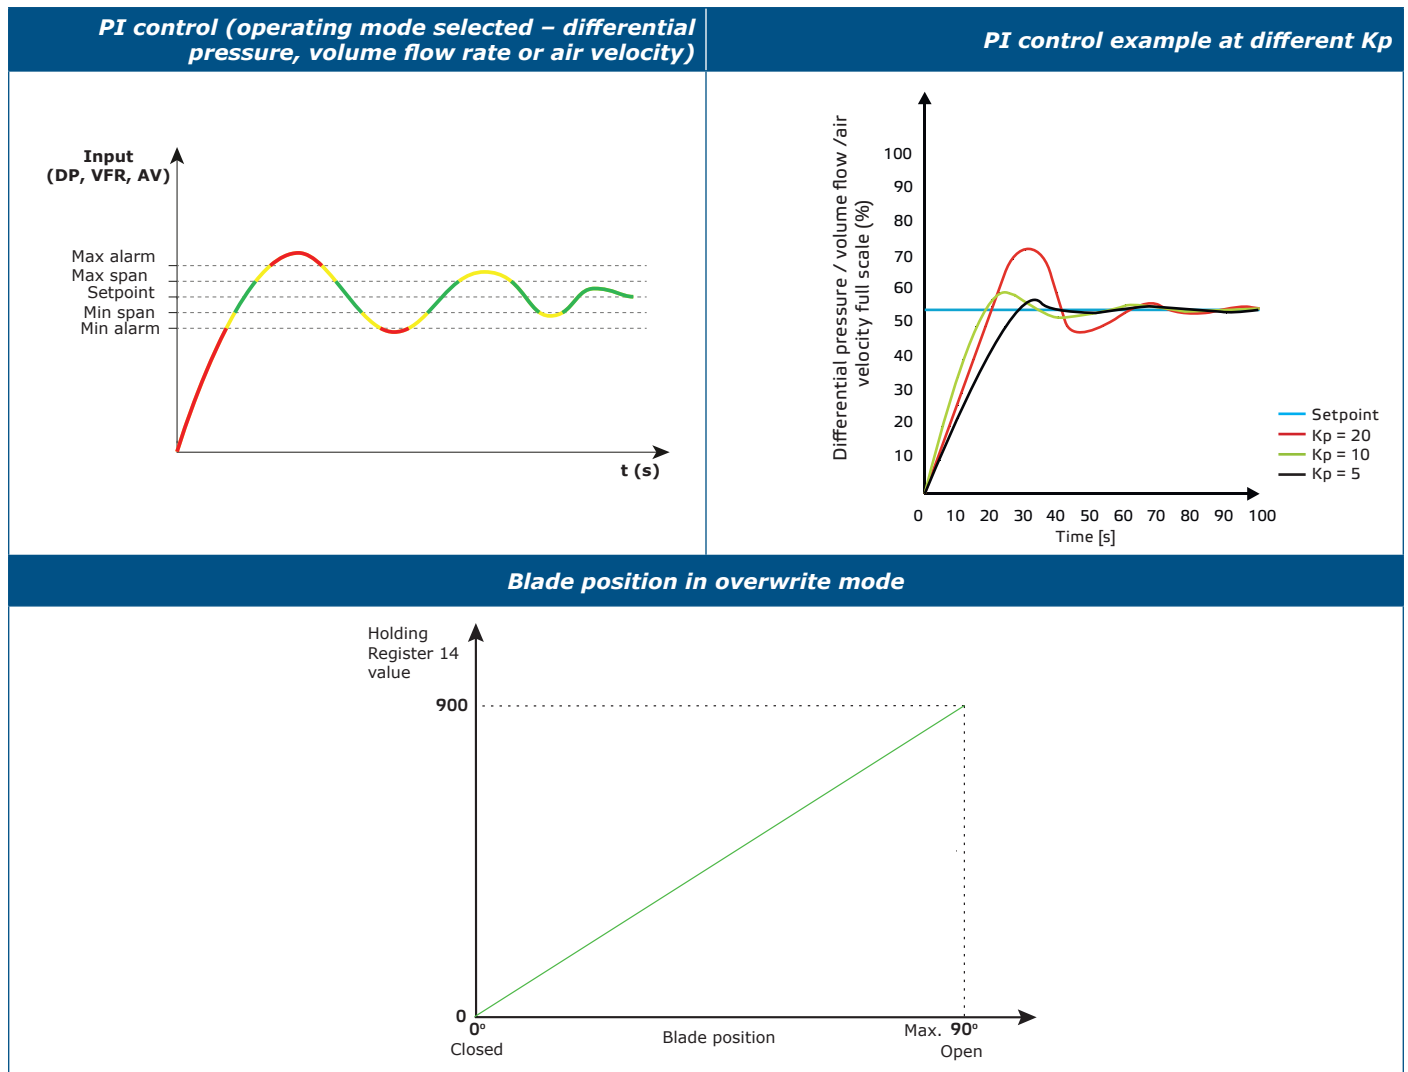 PI control (operating mode selected – differential
pressure, volume flow rate or air velocity)
PI control example at different Kp
Input
(DP, VFR, AV)
Max alarm
Max span
Setpoint
Min span
Min alarm
t (s)
Differential pressure / volume flow /air
velocity full scale (%)
100
90
80
70
60
50
40
30
20
10
0 10 20 30 40 50 60 70 80 90 100
Time [s]
Setpoint
Kp = 20
Kp = 10
Kp = 5
Blade position in overwrite mode
Holding
Register 14
value
900
0
0° Blade position Max. 90°
Closed Open